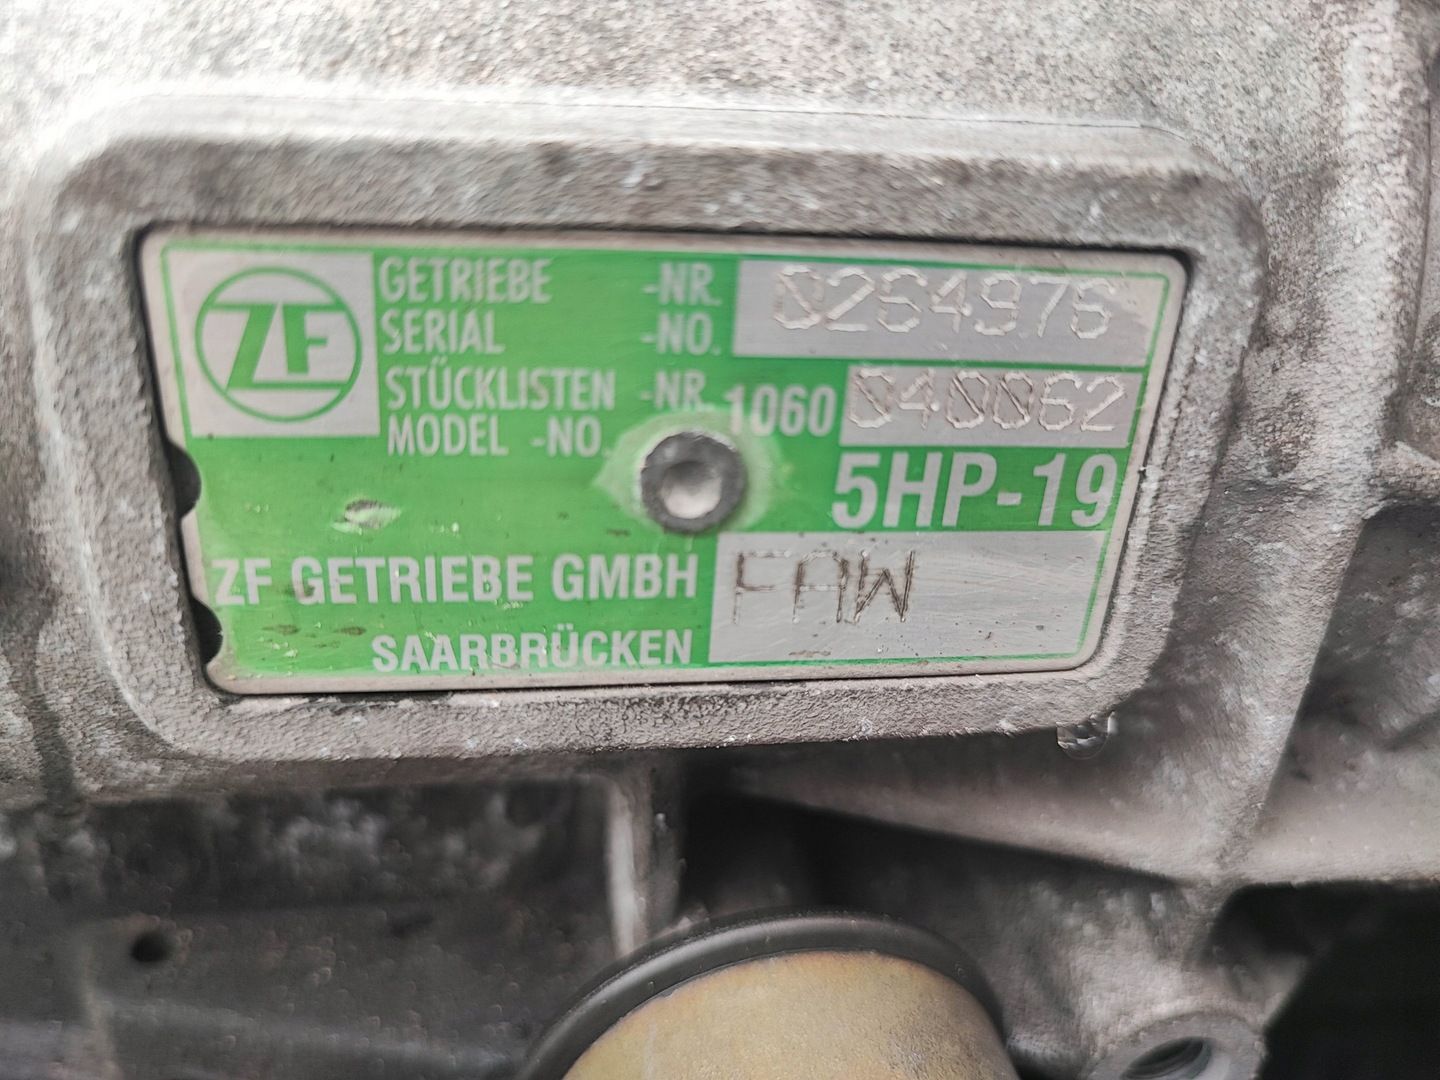 ZF
GETRIEBE -NR. 0264976
SERIAL -NO.
STÜCKLISTEN -NR. 1060 040062
MODEL -NO.
5HP-19
ZF GETRIEBE GMBH FAW
SAARBRÜCKEN